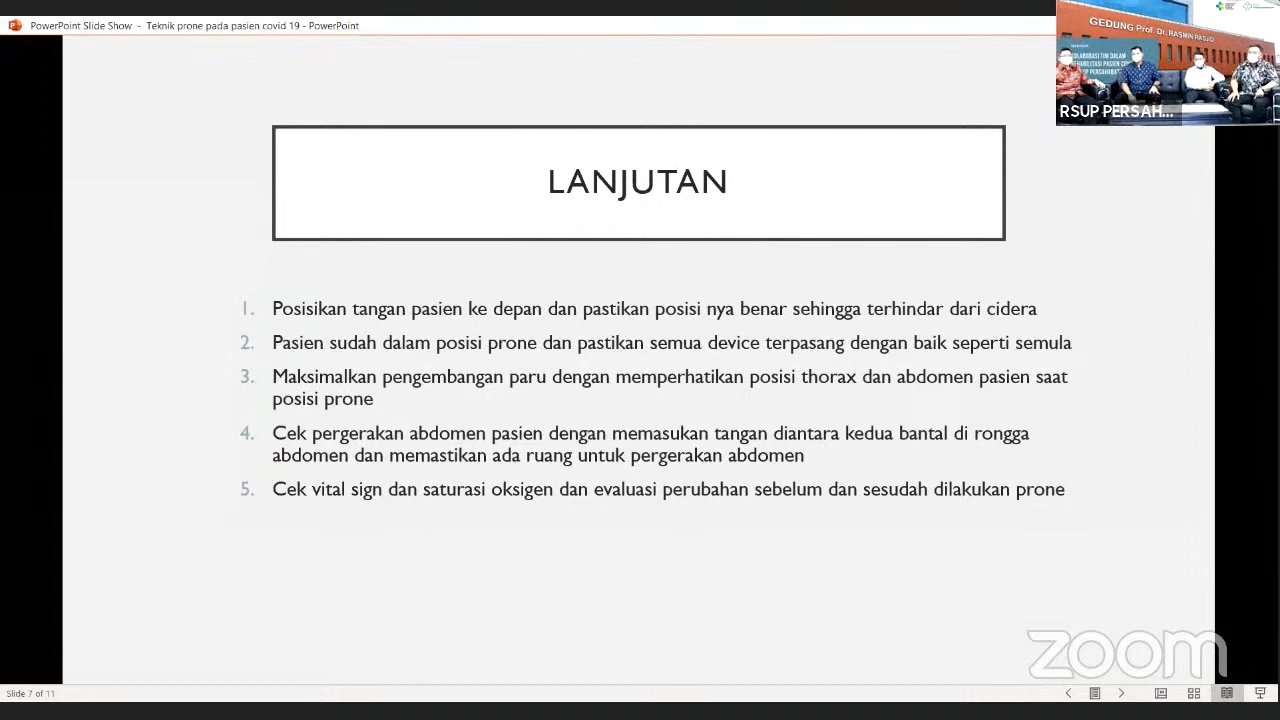 PowerPoint Slide Show - Teknik prone pada pasien covid 19 - PowerPoint
GEDUNG Prof. Dr. RASMIN RASJID
RSUP PERSAH...
LANJUTAN
1. Posisikan tangan pasien ke depan dan pastikan posisi nya benar sehingga terhindar dari cidera
2. Pasien sudah dalam posisi prone dan pastikan semua device terpasang dengan baik seperti semula
3. Maksimalkan pengembangan paru dengan memperhatikan posisi thorax dan abdomen pasien saat
posisi prone
4. Cek pergerakan abdomen pasien dengan memasukan tangan diantara kedua bantal di rongga
abdomen dan memastikan ada ruang untuk pergerakan abdomen
5. Cek vital sign dan saturasi oksigen dan evaluasi perubahan sebelum dan sesudah dilakukan prone
zoom
Slide 7 of 11